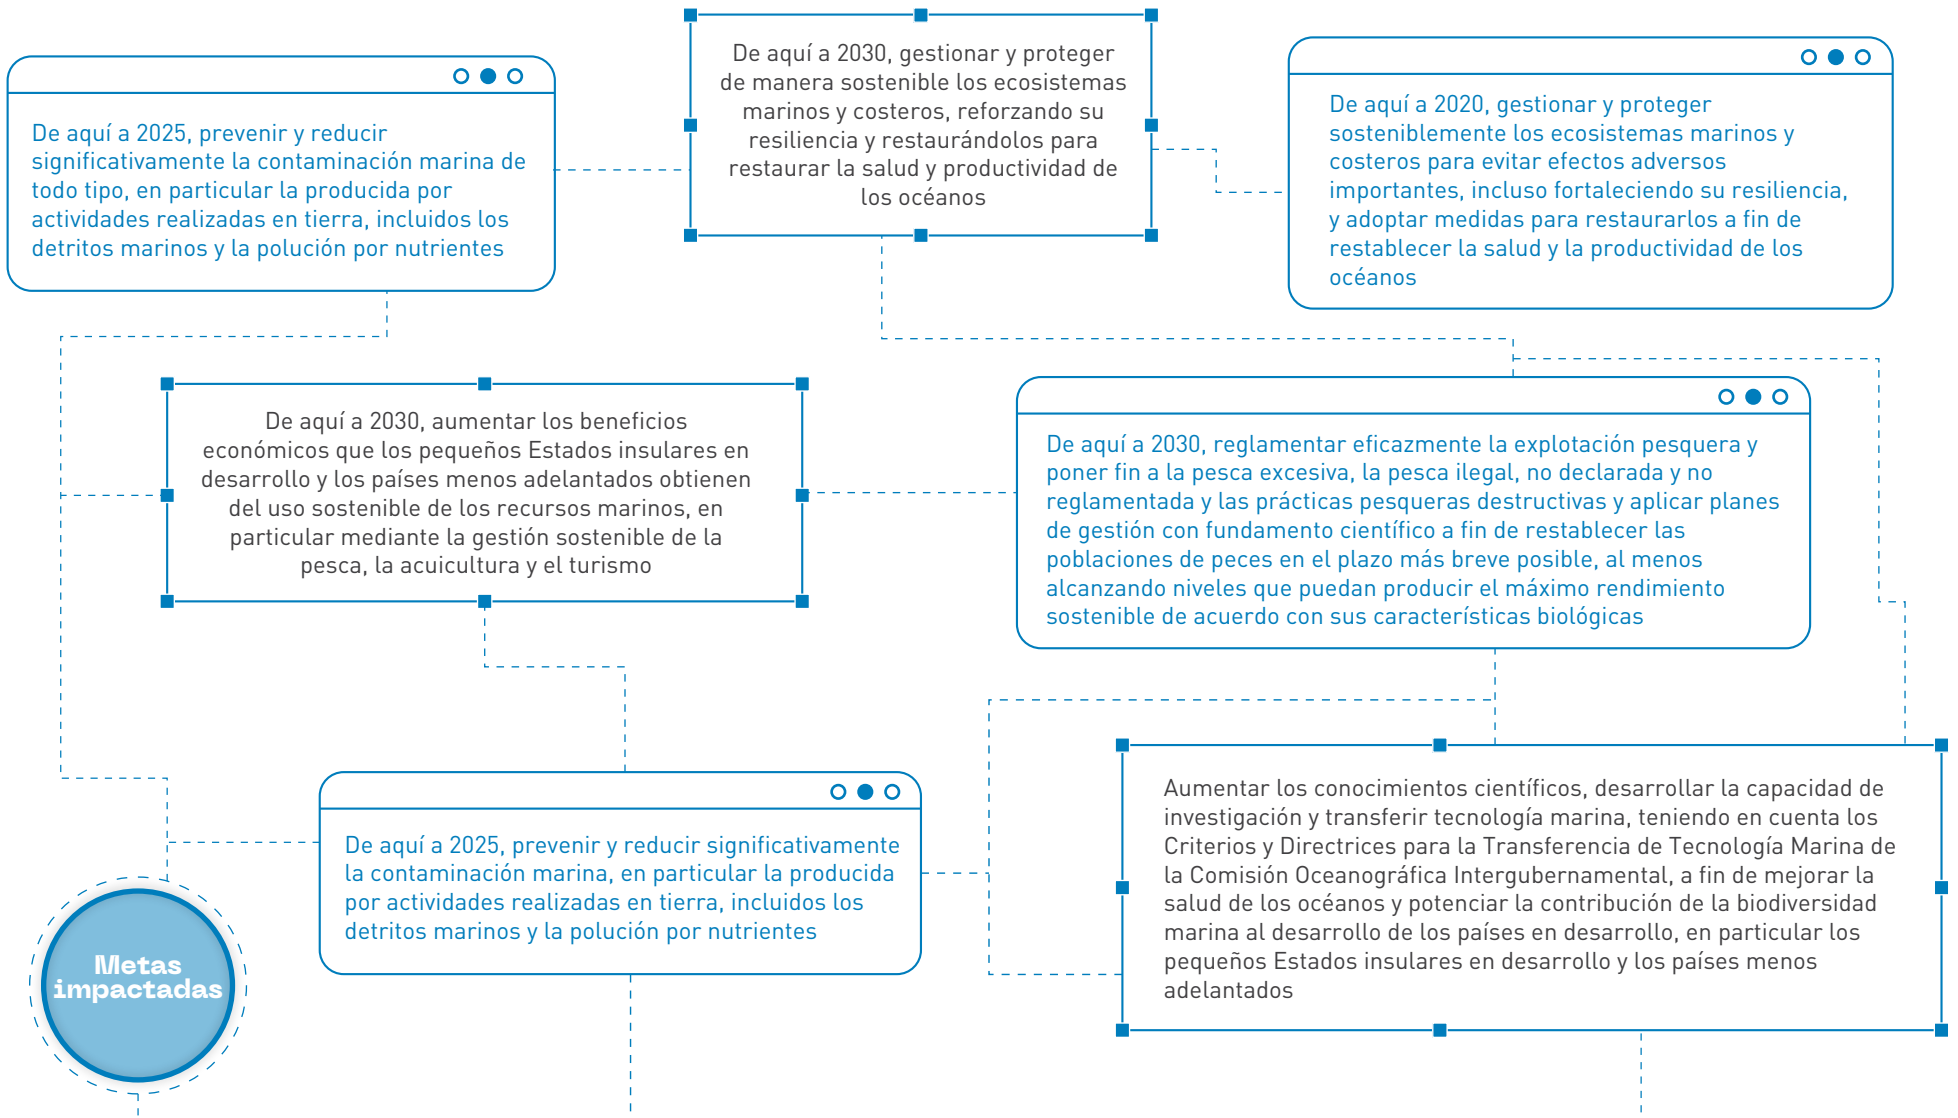 De aquí a 2025, prevenir y reducir
significativamente la contaminación marina de
todo tipo, en particular la producida por
actividades realizadas en tierra, incluidos los
detritos marinos y la polución por nutrientes
De aquí a 2030, gestionar y proteger
de manera sostenible los ecosistemas
marinos y costeros, reforzando su
resiliencia y restaurándolos para
restaurar la salud y productividad de
los océanos
De aquí a 2020, gestionar y proteger
sosteniblemente los ecosistemas marinos y
costeros para evitar efectos adversos
importantes, incluso fortaleciendo su resiliencia,
y adoptar medidas para restaurarlos a fin de
restablecer la salud y la productividad de los
océanos
De aquí a 2030, aumentar los beneficios
económicos que los pequeños Estados insulares en
desarrollo y los países menos adelantados obtienen
del uso sostenible de los recursos marinos, en
particular mediante la gestión sostenible de la
pesca, la acuicultura y el turismo
De aquí a 2030, reglamentar eficazmente la explotación pesquera y
poner fin a la pesca excesiva, la pesca ilegal, no declarada y no
reglamentada y las prácticas pesqueras destructivas y aplicar planes
de gestión con fundamento científico a fin de restablecer las
poblaciones de peces en el plazo más breve posible, al menos
alcanzando niveles que puedan producir el máximo rendimiento
sostenible de acuerdo con sus características biológicas
De aquí a 2025, prevenir y reducir significativamente
la contaminación marina, en particular la producida
por actividades realizadas en tierra, incluidos los
detritos marinos y la polución por nutrientes
Aumentar los conocimientos científicos, desarrollar la capacidad de
investigación y transferir tecnología marina, teniendo en cuenta los
Criterios y Directrices para la Transferencia de Tecnología Marina de
la Comisión Oceanográfica Intergubernamental, a fin de mejorar la
salud de los océanos y potenciar la contribución de la biodiversidad
marina al desarrollo de los países en desarrollo, en particular los
pequeños Estados insulares en desarrollo y los países menos
adelantados
Metas
impactadas